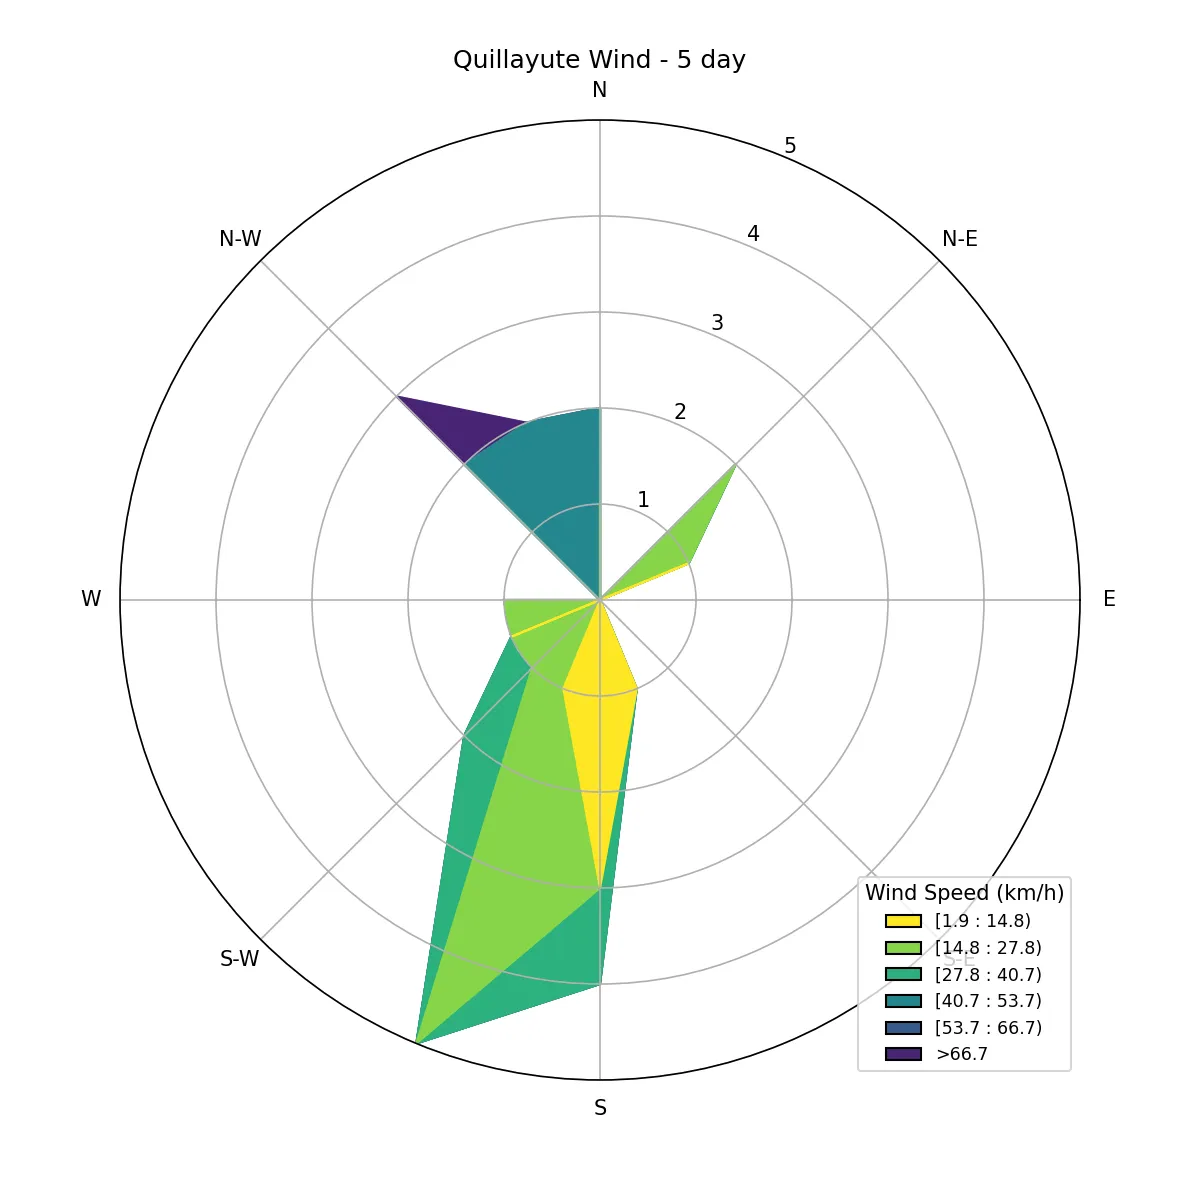 Quillayute Wind - 5 day
N
5
N-W
N-E
4
3
2
1
W
E
S-W
S-E
S
Wind Speed (km/h)
[1.9 : 14.8)
[14.8 : 27.8)
[27.8 : 40.7)
[40.7 : 53.7)
[53.7 : 66.7)
>66.7